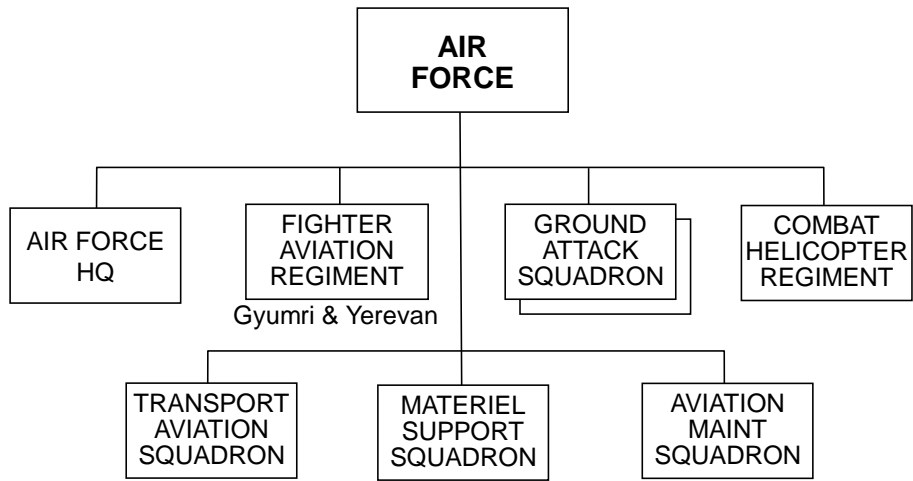 AIR
FORCE
AIR FORCE
HQ
FIGHTER
AVIATION
REGIMENT
Gyumri & Yerevan
GROUND
ATTACK
SQUADRON
COMBAT
HELICOPTER
REGIMENT
TRANSPORT
AVIATION
SQUADRON
MATERIEL
SUPPORT
SQUADRON
AVIATION
MAINT
SQUADRON